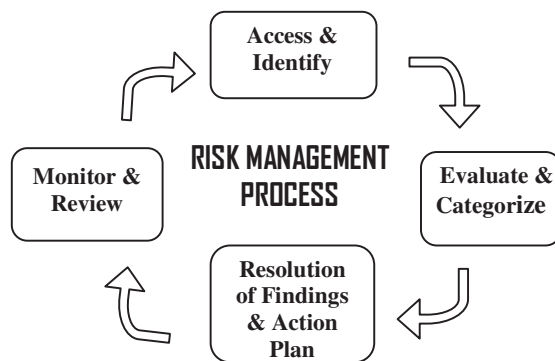 Access &
Identify
RISK MANAGEMENT
PROCESS
Monitor &
Review
Evaluate &
Categorize
Resolution
of Findings
& Action
Plan